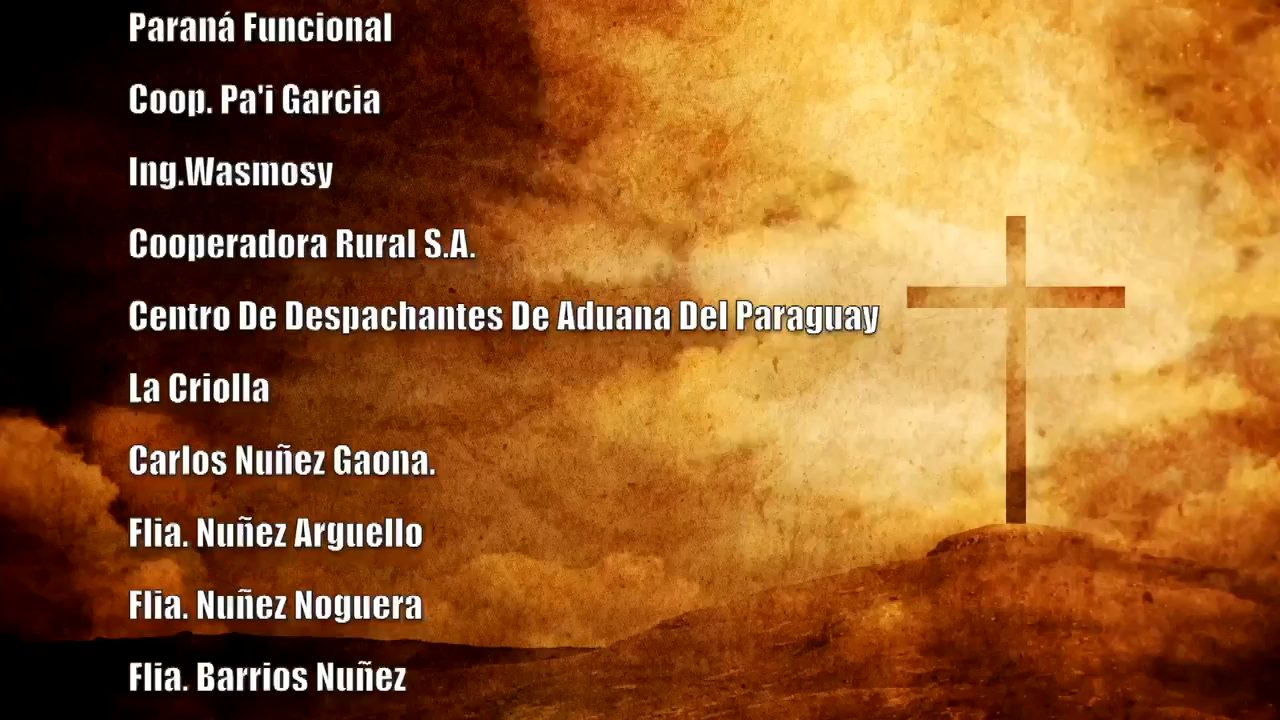 Paraná Funcional
Coop. Pa'i Garcia
Ing.Wasmosy
Cooperadora Rural S.A.
Centro De Despachantes De Aduana Del Paraguay
La Criolla
Carlos Nuñez Gaona.
Flia. Nuñez Arguello
Flia. Nuñez Noguera
Flia. Barrios Nuñez